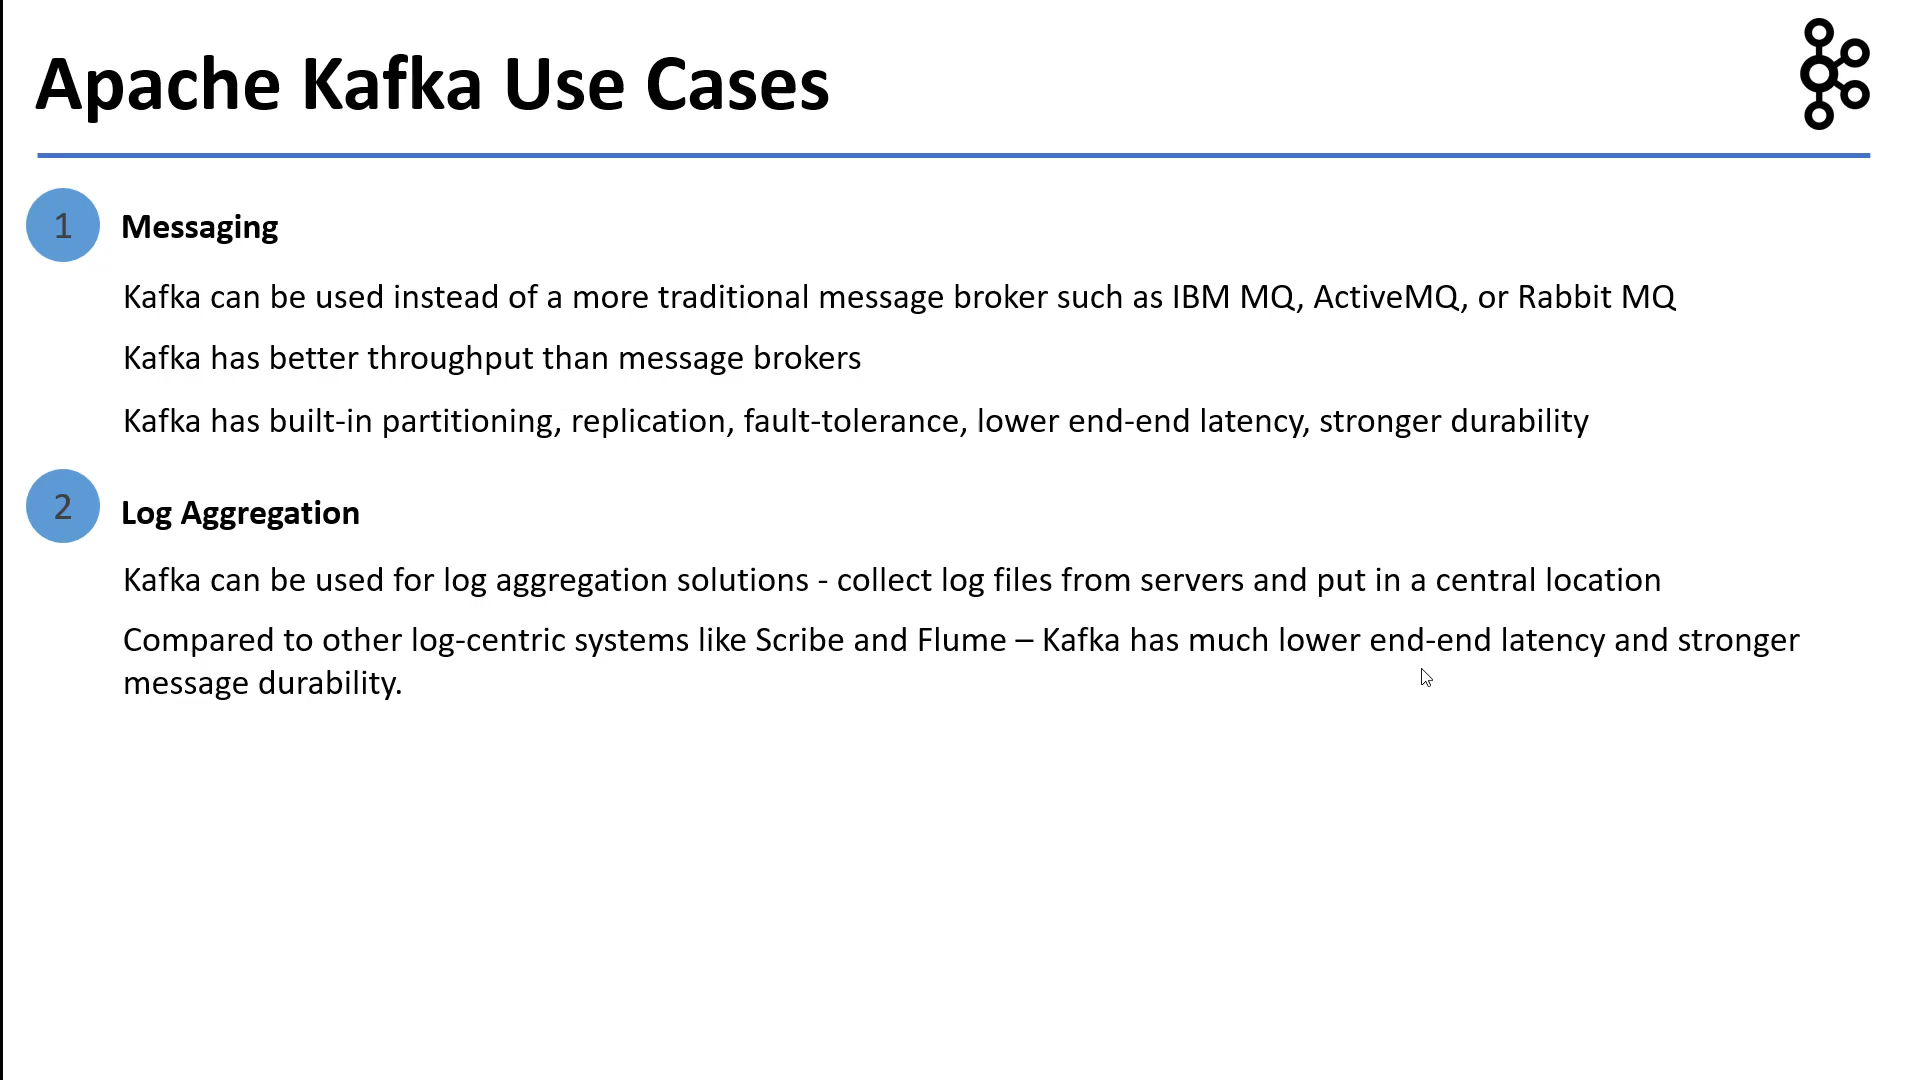 Apache Kafka Use Cases
1 Messaging
Kafka can be used instead of a more traditional message broker such as IBM MQ, ActiveMQ, or Rabbit MQ
Kafka has better throughput than message brokers
Kafka has built-in partitioning, replication, fault-tolerance, lower end-end latency, stronger durability
2 Log Aggregation
Kafka can be used for log aggregation solutions - collect log files from servers and put in a central location
Compared to other log-centric systems like Scribe and Flume – Kafka has much lower end-end latency and stronger
message durability.